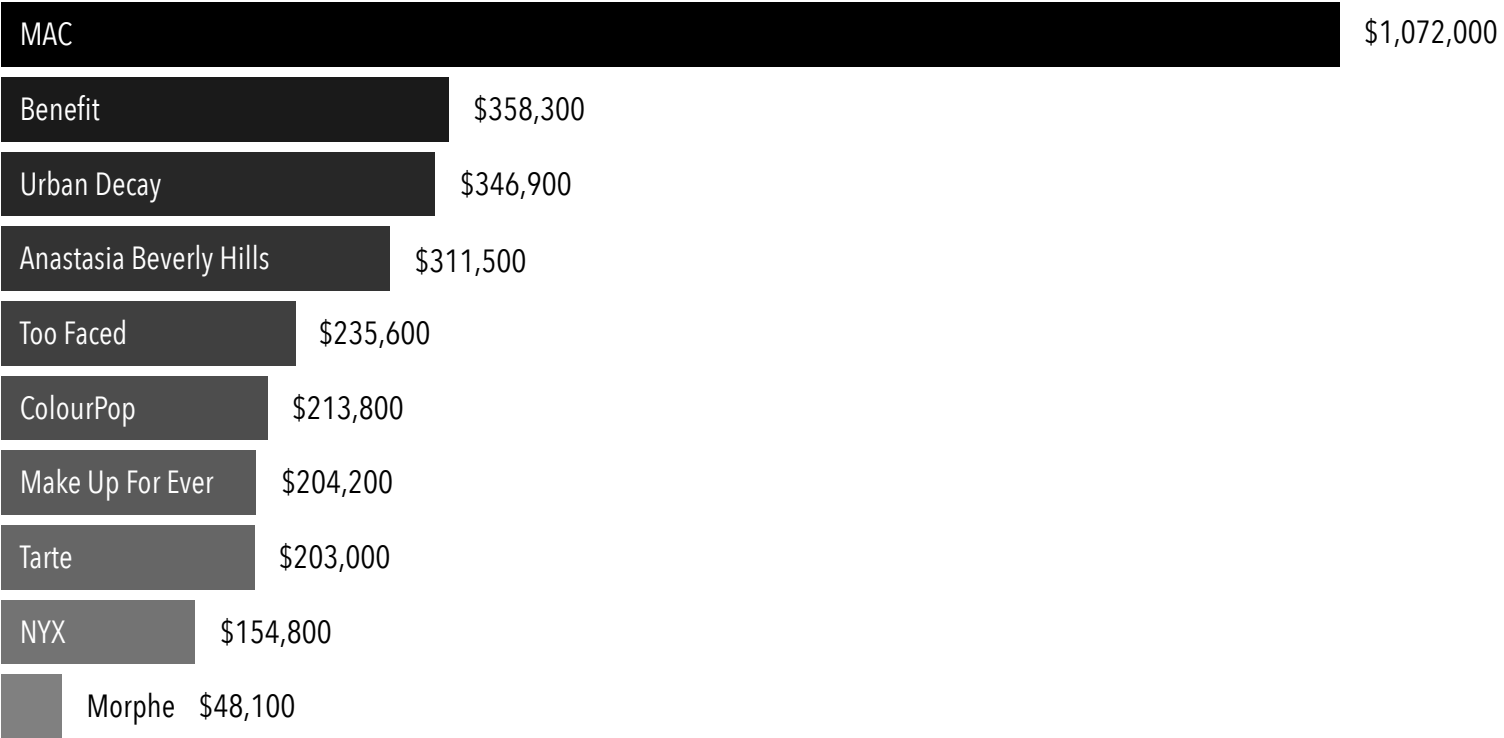 MAC $1,072,000
Benefit $358,300
Urban Decay $346,900
Anastasia Beverly Hills $311,500
Too Faced $235,600
ColourPop $213,800
Make Up For Ever $204,200
Tarte $203,000
NYX $154,800
Morphe $48,100